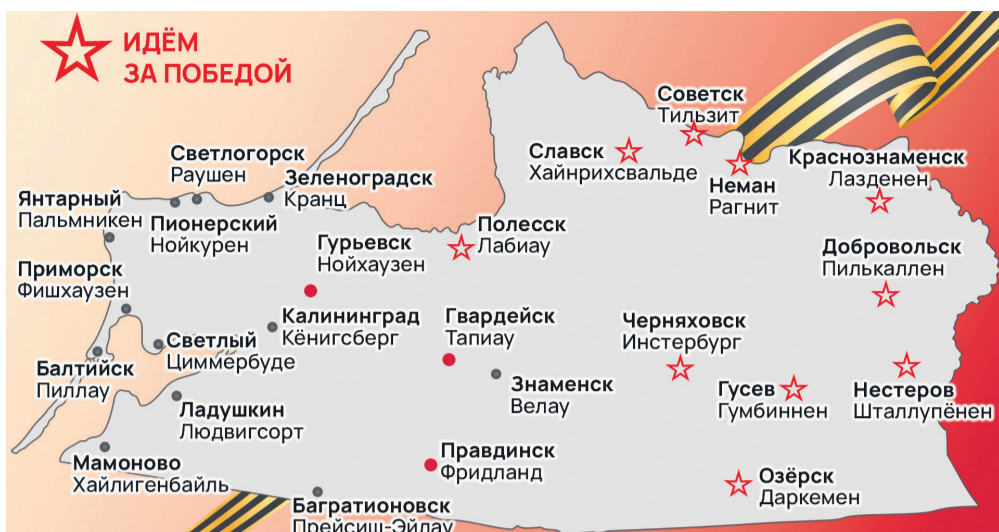 ИДЁМ
ЗА ПОБЕДОЙ
Советск
Тильзит
Славск
Хайнрихсвальде
Неман
Рагнит
Краснознаменск
Лазденен
Светлогорск
Раушен
Зеленоградск
Кранц
Янтарный
Пальмникен
Пионерский
Нойкурен
Гурьевск
Нойхаузен
Полесск
Лабиау
Добровольск
Пилькаллен
Приморск
Фишхаузен
Калининград
Кёнигсберг
Гвардейск
Тапиау
Черняховск
Инстербург
Светлый
Циммербуде
Балтийск
Пиллау
Знаменск
Велау
Гусев
Гумбиннен
Нестеров
Шталлупёнен
Ладушкин
Людвигсорт
Правдинск
Фридланд
Мамоново
Хайлигенбайль
Озёрск
Даркемен
Багратионовск
Прейсиш-Эйлау